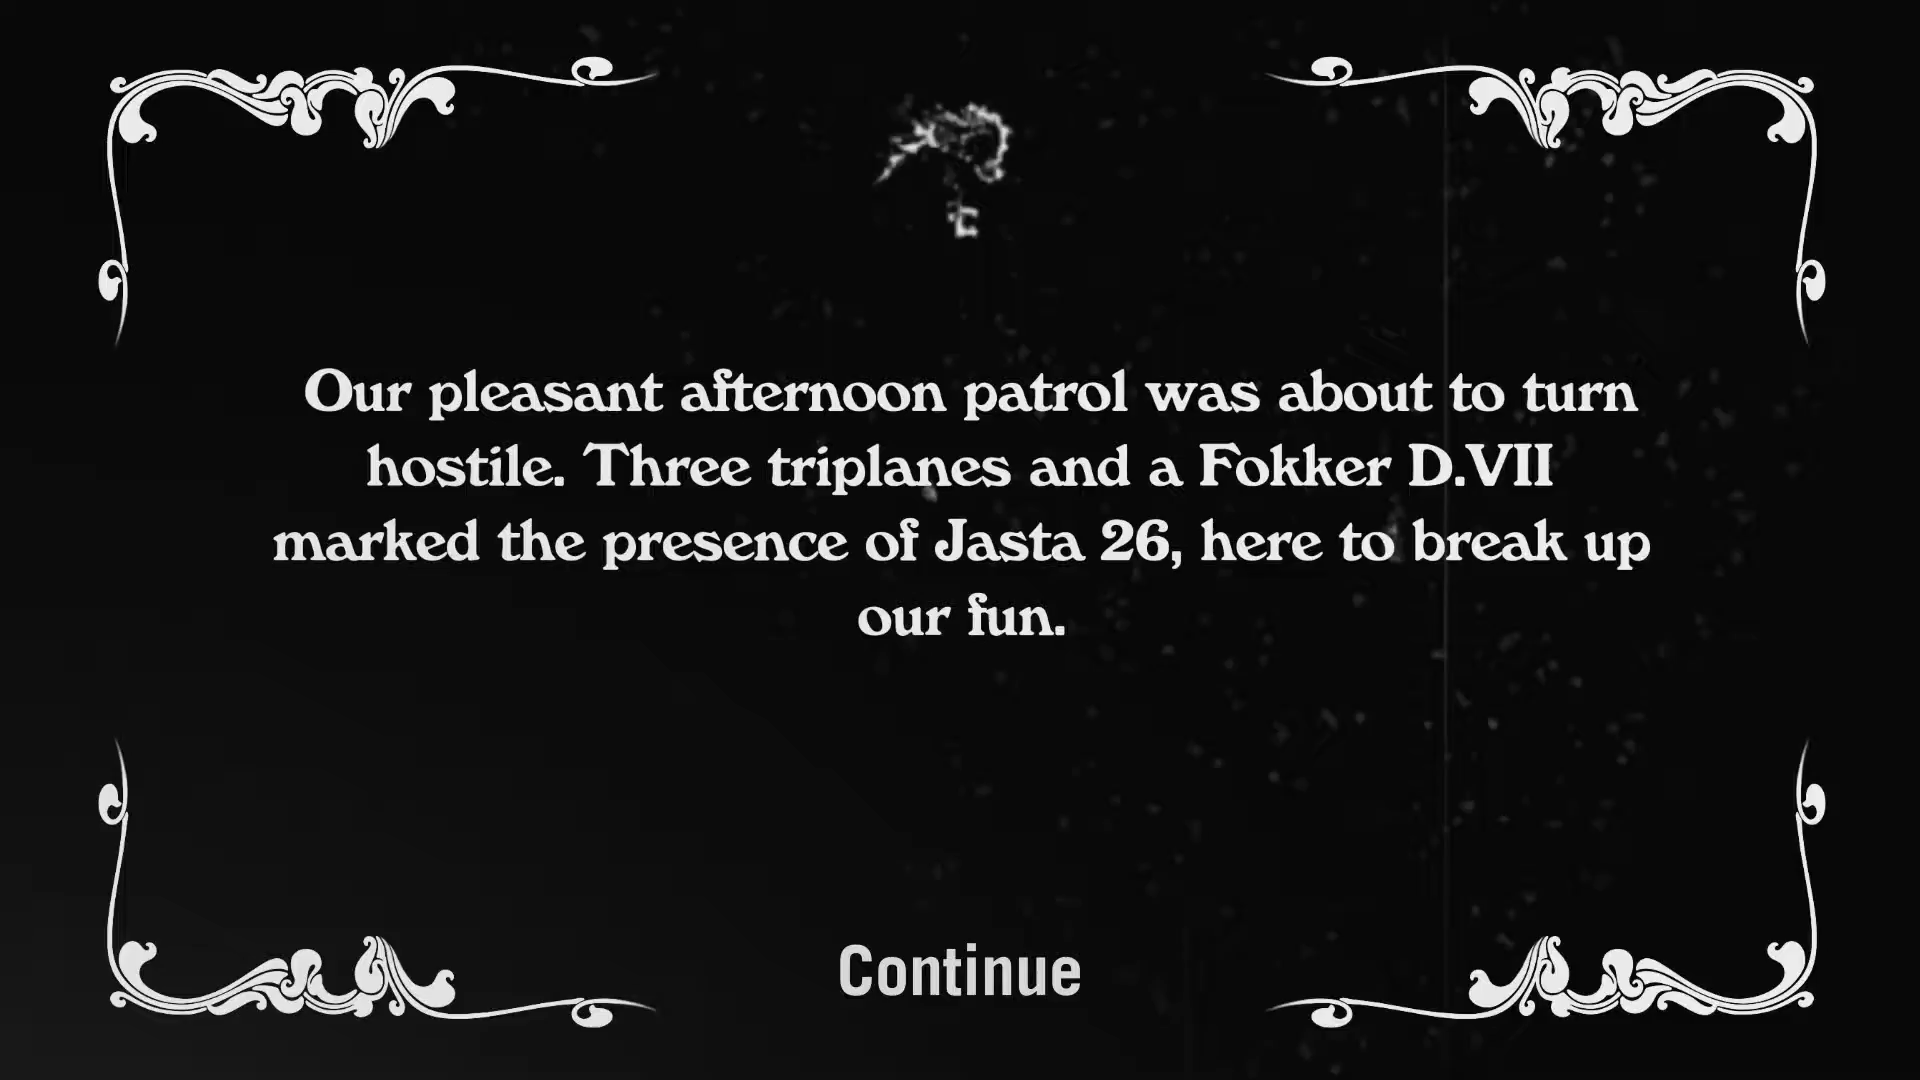 Our pleasant afternoon patrol was about to turn
hostile. Three triplanes and a Fokker D.VII
marked the presence of Jasta 26, here to break up
our fun.
Continue